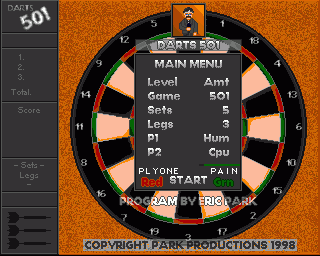 DARTS
501
1.
2.
3.
Total.
Score
– Sets –
Legs
–
DARTS 501
MAIN MENU
Level Amt
Game 501
Sets 5
Legs 3
P1 Hum
P2 Cpu
PLYONE PAIN
Red START Grn
PROGRAM BY ERIC PARK
COPYRIGHT PARK PRODUCTIONS 1998
5
12
9
14
11
8
16
7
19
3
17
2
15
10
6
13
4
18
1